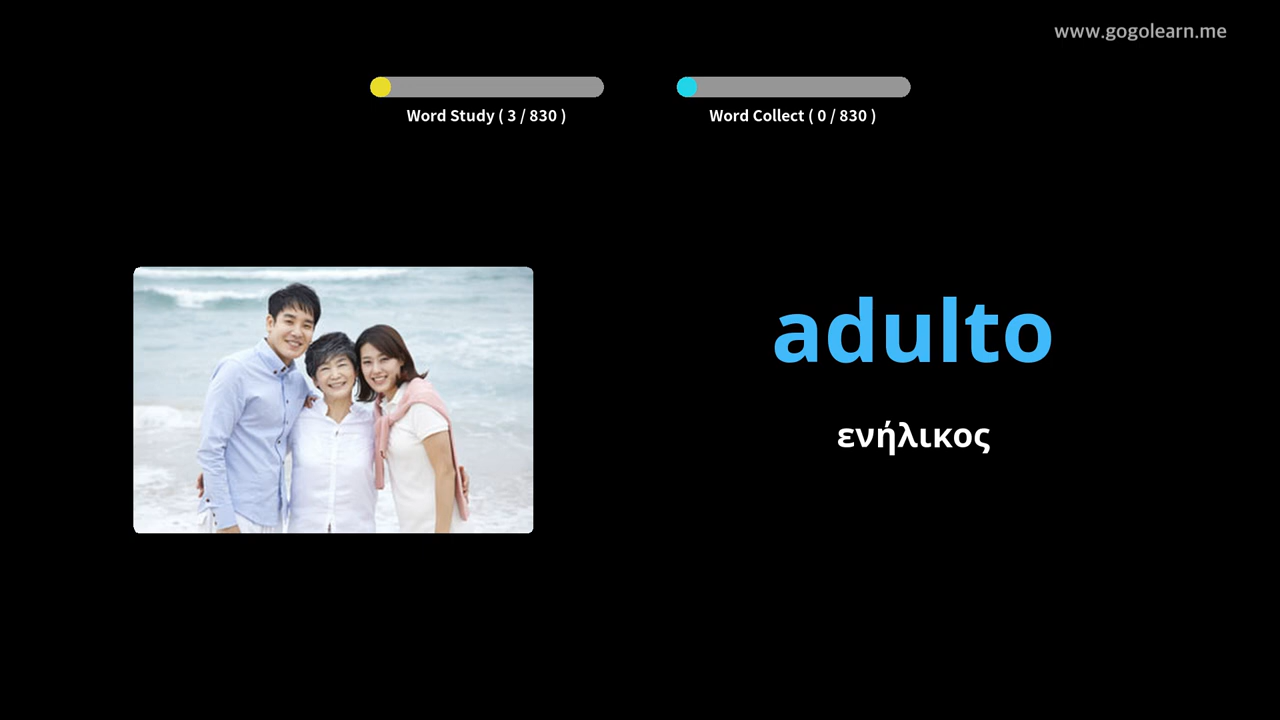 www.gogolearn.me
Word Study ( 3 / 830 )
Word Collect ( 0 / 830 )
adulto
ενήλικος